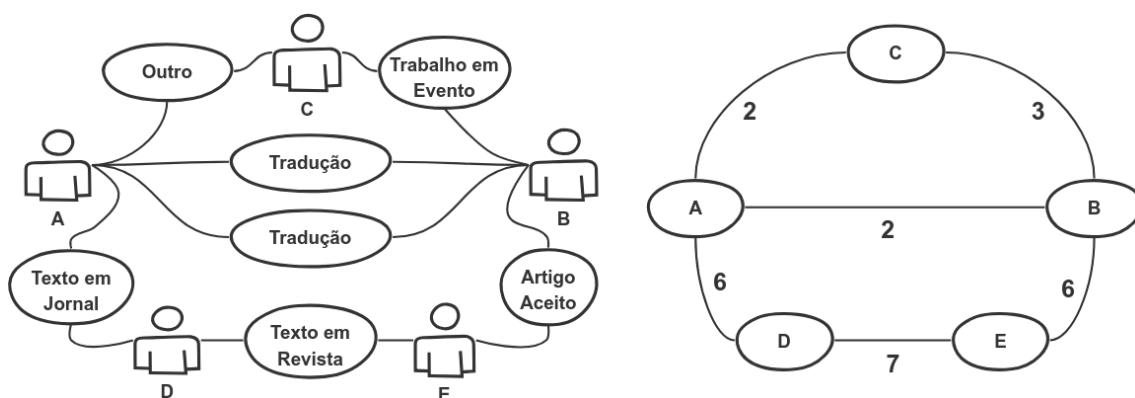 Outro
C
Trabalho em
Evento
Tradução
A
B
Tradução
Texto em
Jornal
Artigo
Aceito
Texto em
Revista
D
E
C
2
3
A
B
2
6
6
D
E
7